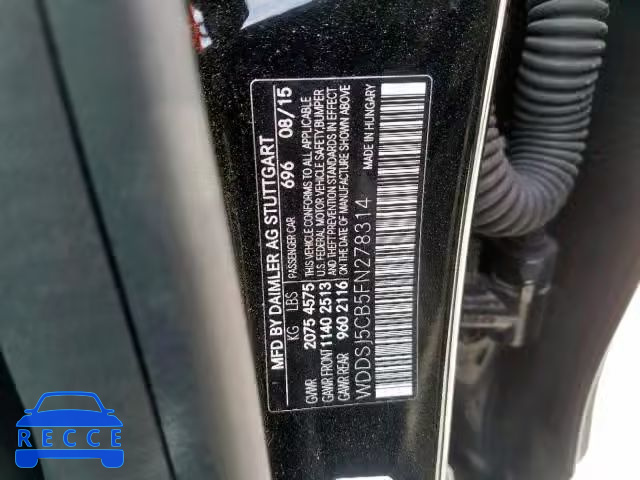 MFD BY DAIMLER AG STUTTGART
KG LBS PASSENGER CAR 696 08/15
GVWR 2075 4575 THIS VEHICLE CONFORMS TO ALL APPLICABLE
GAWR FRONT 1140 2513 U.S. FEDERAL MOTOR VEHICLE SAFETY, BUMPER
GAWR REAR 960 2116 AND THEFT PREVENTION STANDARDS IN EFFECT
ON THE DATE OF MANUFACTURE SHOWN ABOVE
WDDSJ5CB5FN278314 MADE IN HUNGARY
RECCE